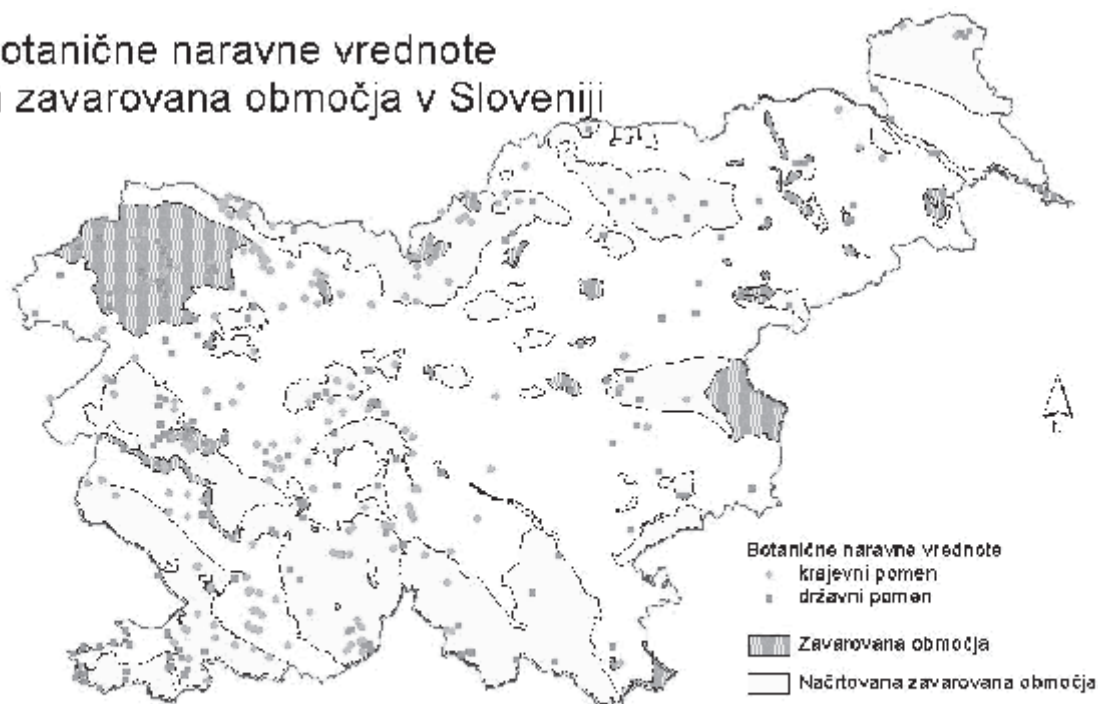 otanične naravne vrednote
zavarovana območja v Sloveniji
Botanične naravne vrednote
krajevni pomen
državni pomen
Zavarovana območja
Načrtovana zavarovana območja